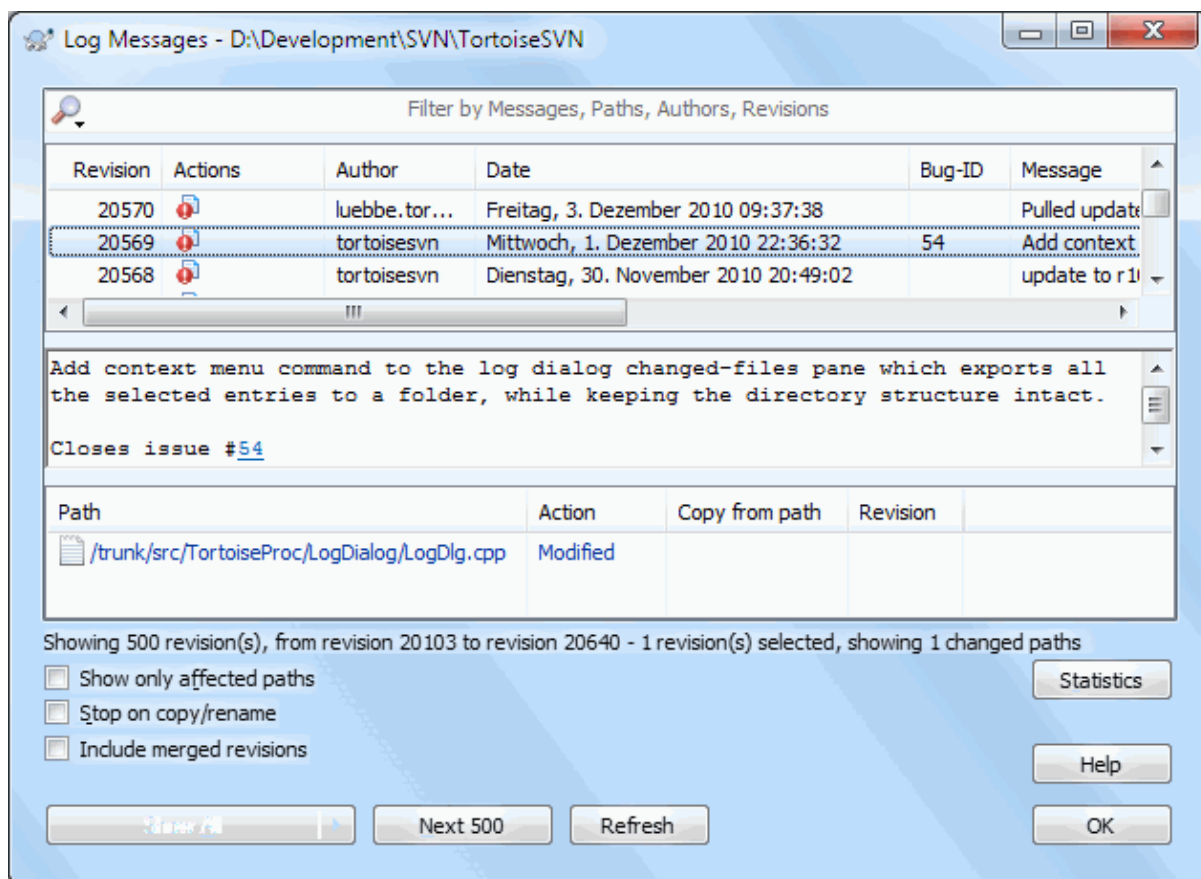 Log Messages - D:\Development\SVN\TortoiseSVN
Filter by Messages, Paths, Authors, Revisions
Revision Actions Author Date Bug-ID Message
20570 luebbe.tor... Freitag, 3. Dezember 2010 09:37:38 Pulled update
20569 tortoisesvn Mittwoch, 1. Dezember 2010 22:36:32 54 Add context
20568 tortoisesvn Dienstag, 30. November 2010 20:49:02 update to r10
Add context menu command to the log dialog changed-files pane which exports all
the selected entries to a folder, while keeping the directory structure intact.
Closes issue #54
Path Action Copy from path Revision
/trunk/src/TortoiseProc/LogDialog/LogDlg.cpp Modified
Showing 500 revision(s), from revision 20103 to revision 20640 - 1 revision(s) selected, showing 1 changed paths
Show only affected paths
Statistics
Stop on copy/rename
Include merged revisions
Help
Show All Next 500 Refresh OK